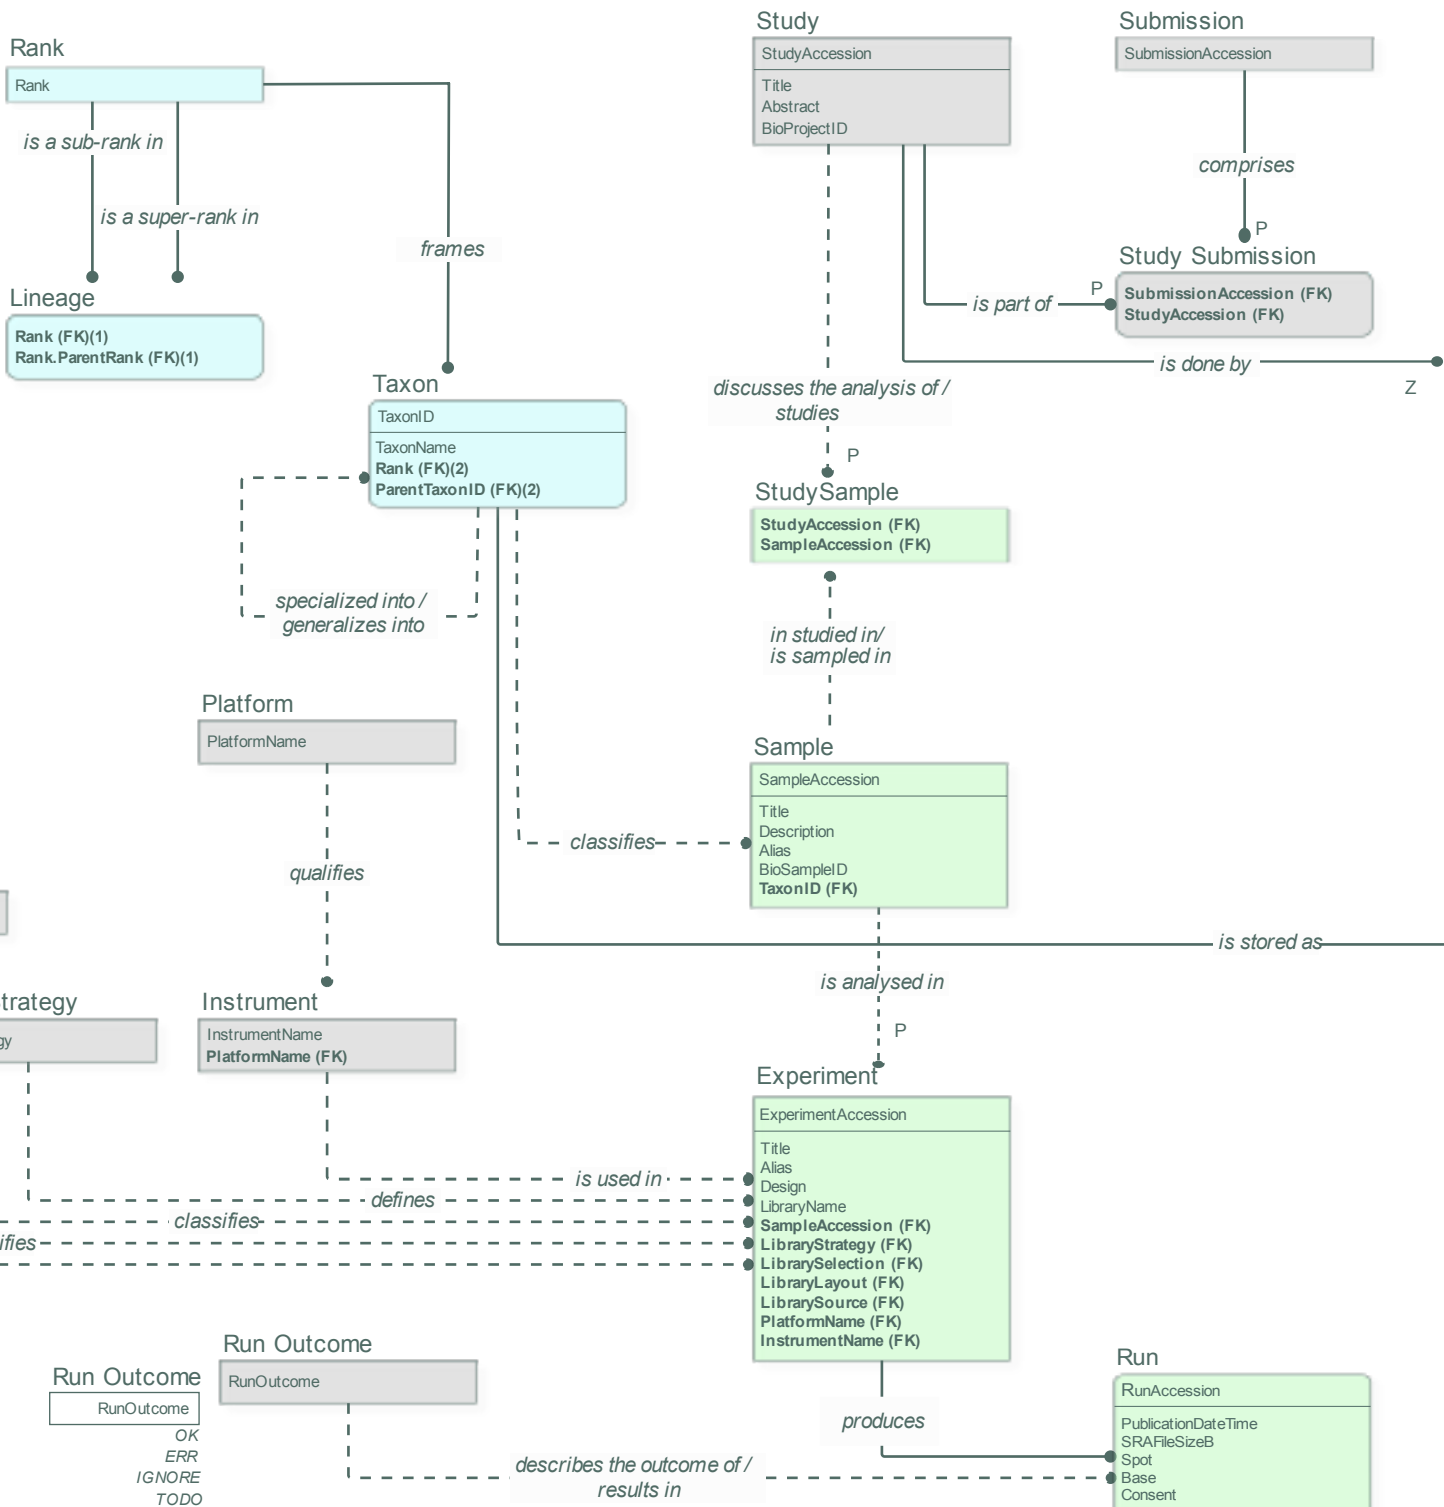 Rank
Rank
is a sub-rank in
is a super-rank in
frames
Lineage
Rank (FK)(1)
Rank.ParentRank (FK)(1)
Taxon
TaxonID
TaxonName
Rank (FK)(2)
ParentTaxonID (FK)(2)
specialized into /
generalizes into
Study
StudyAccession
Title
Abstract
BioProjectID
Submission
SubmissionAccession
comprises
P
Study Submission
SubmissionAccession (FK)
StudyAccession (FK)
P
is part of
is done by
Z
discusses the analysis of /
studies
P
StudySample
StudyAccession (FK)
SampleAccession (FK)
in studied in/
is sampled in
Platform
PlatformName
qualifies
Sample
SampleAccession
Title
Description
Alias
BioSampleID
TaxonID (FK)
classifies
is stored as
is analysed in
P
trategy
gy
Instrument
InstrumentName
PlatformName (FK)
Experiment
ExperimentAccession
Title
Alias
Design
LibraryName
SampleAccession (FK)
LibraryStrategy (FK)
LibrarySelection (FK)
LibraryLayout (FK)
LibrarySource (FK)
PlatformName (FK)
InstrumentName (FK)
is used in
defines
classifies
ifies
Run Outcome
RunOutcome
Run Outcome
RunOutcome
OK
ERR
IGNORE
TODO
describes the outcome of /
results in
produces
Run
RunAccession
PublicationDateTime
SRAFileSizeB
Spot
Base
Consent